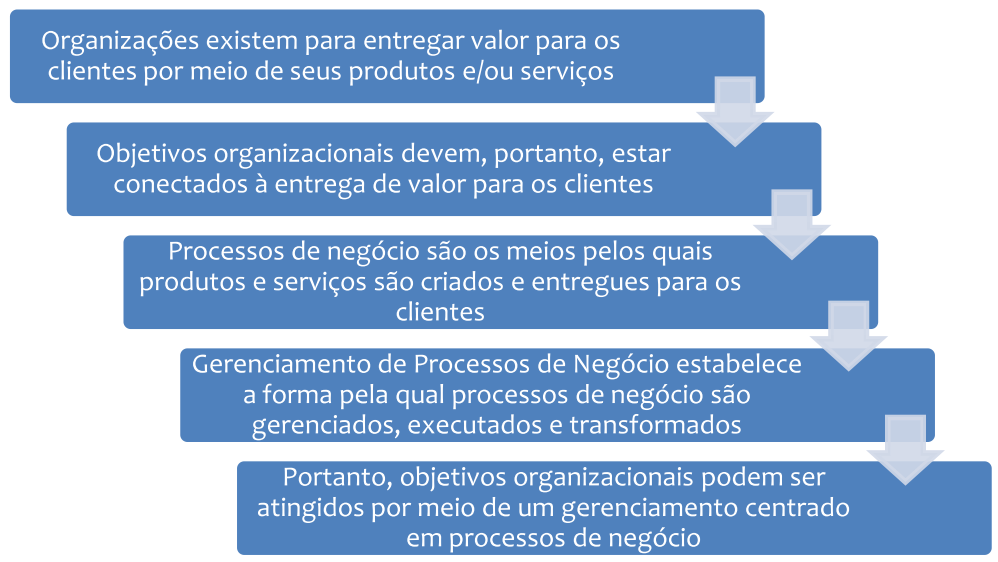 Organizações existem para entregar valor para os
clientes por meio de seus produtos e/ou serviços
Objetivos organizacionais devem, portanto, estar
conectados à entrega de valor para os clientes
Processos de negócio são os meios pelos quais
produtos e serviços são criados e entregues para os
clientes
Gerenciamento de Processos de Negócio estabelece
a forma pela qual processos de negócio são
gerenciados, executados e transformados
Portanto, objetivos organizacionais podem ser
atingidos por meio de um gerenciamento centrado
em processos de negócio